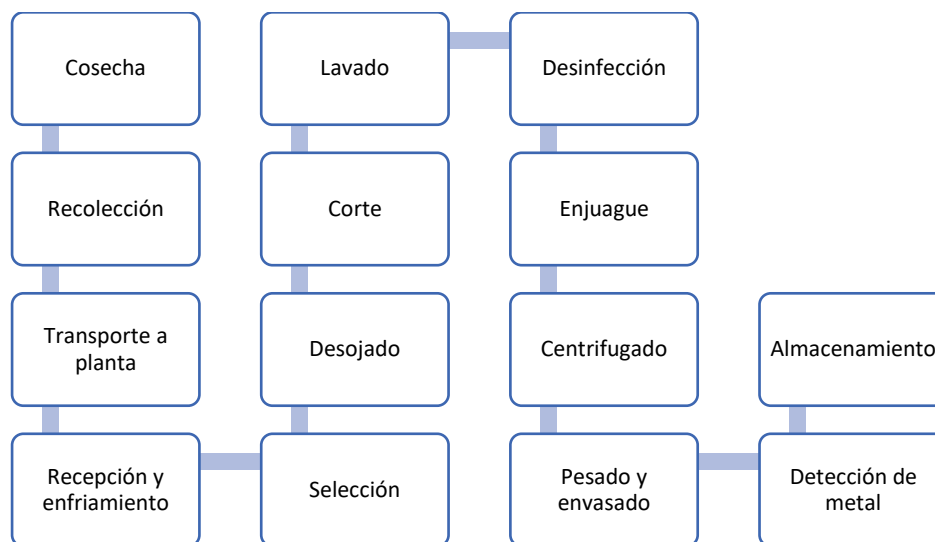 Cosecha
Recolección
Transporte a
planta
Recepción y
enfriamiento
Selección
Desojado
Corte
Lavado
Desinfección
Enjuague
Centrifugado
Pesado y
envasado
Detección de
metal
Almacenamiento